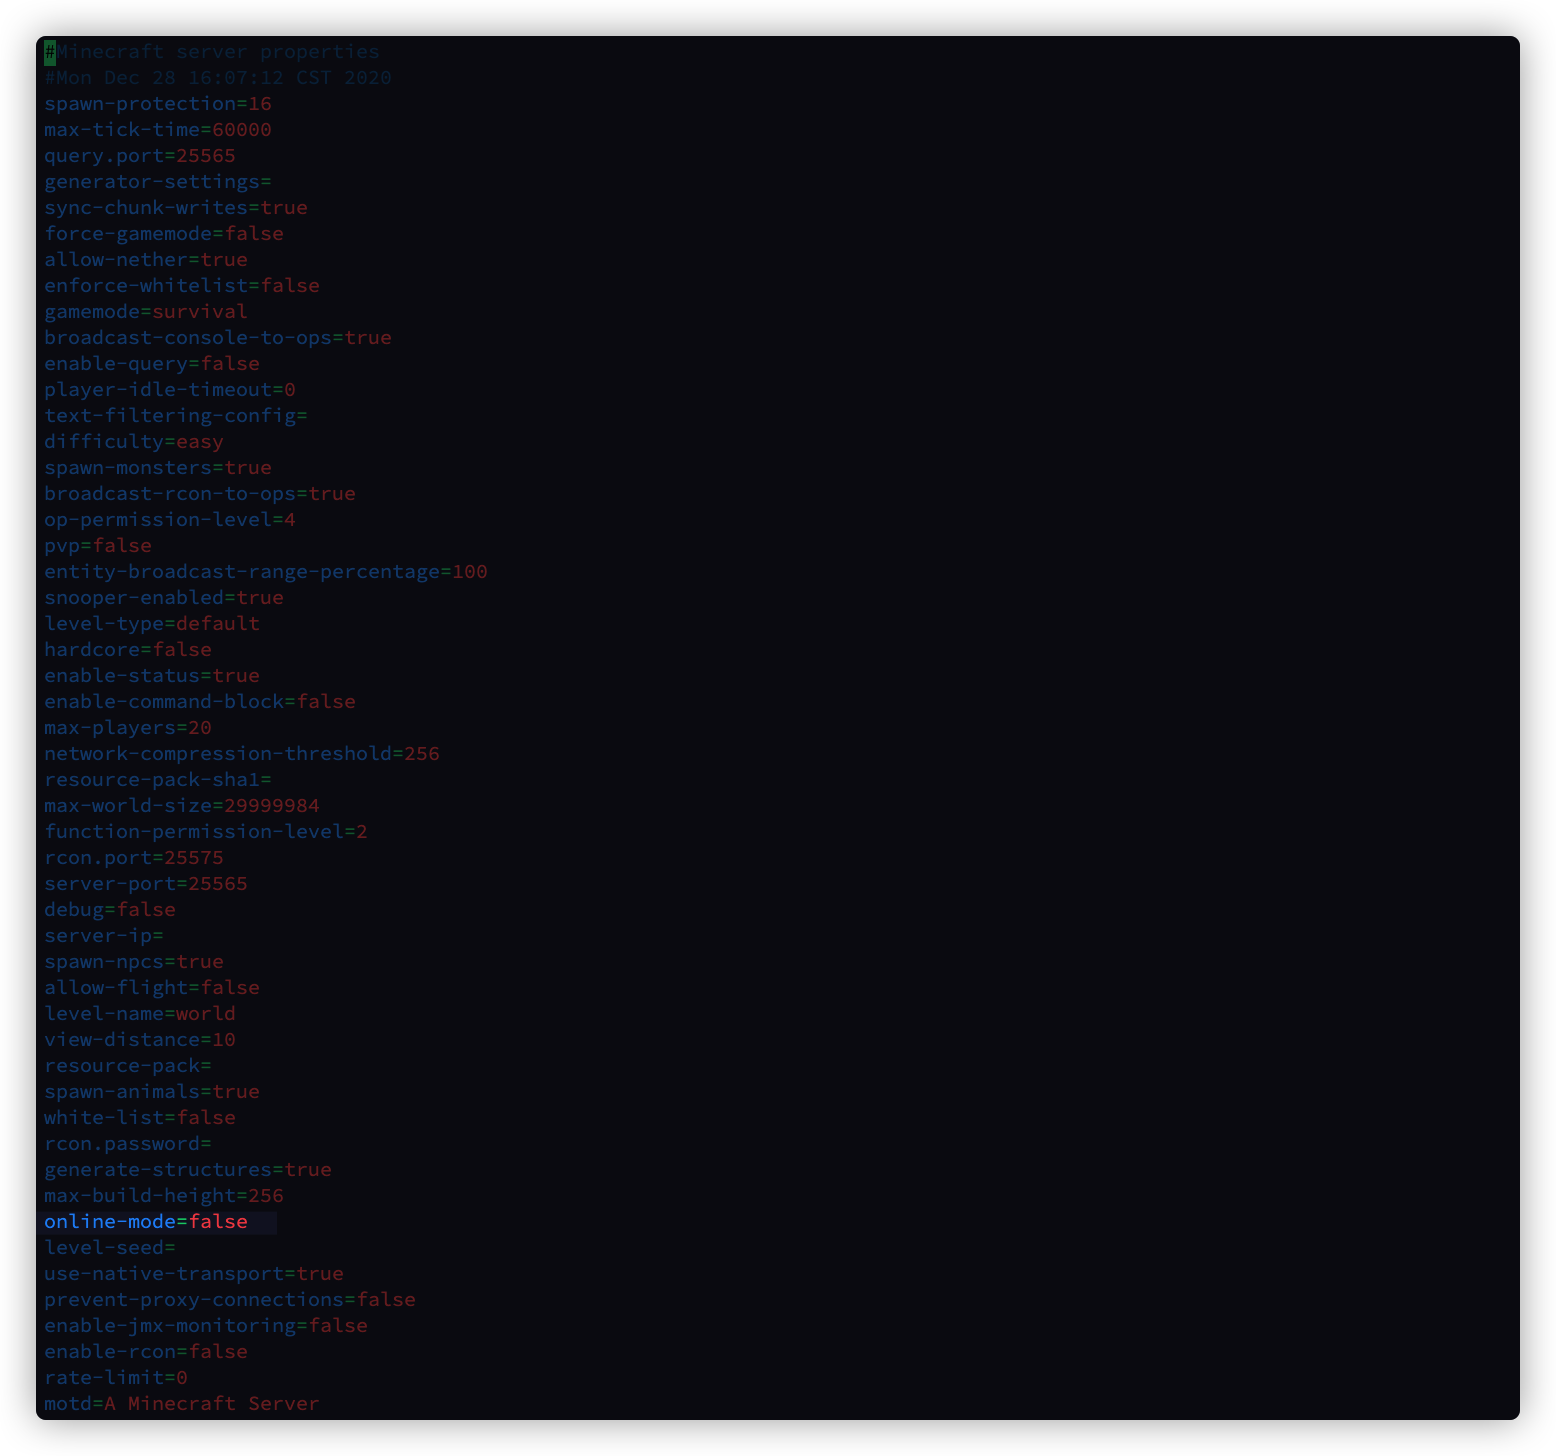 #Minecraft server properties
#Mon Dec 28 16:07:12 CST 2020
spawn-protection=16
max-tick-time=60000
query.port=25565
generator-settings=
sync-chunk-writes=true
force-gamemode=false
allow-nether=true
enforce-whitelist=false
gamemode=survival
broadcast-console-to-ops=true
enable-query=false
player-idle-timeout=0
text-filtering-config=
difficulty=easy
spawn-monsters=true
broadcast-rcon-to-ops=true
op-permission-level=4
pvp=false
entity-broadcast-range-percentage=100
snooper-enabled=true
level-type=default
hardcore=false
enable-status=true
enable-command-block=false
max-players=20
network-compression-threshold=256
resource-pack-sha1=
max-world-size=29999984
function-permission-level=2
rcon.port=25575
server-port=25565
debug=false
server-ip=
spawn-npcs=true
allow-flight=false
level-name=world
view-distance=10
resource-pack=
spawn-animals=true
white-list=false
rcon.password=
generate-structures=true
max-build-height=256
online-mode=false
level-seed=
use-native-transport=true
prevent-proxy-connections=false
enable-jmx-monitoring=false
enable-rcon=false
rate-limit=0
motd=A Minecraft Server